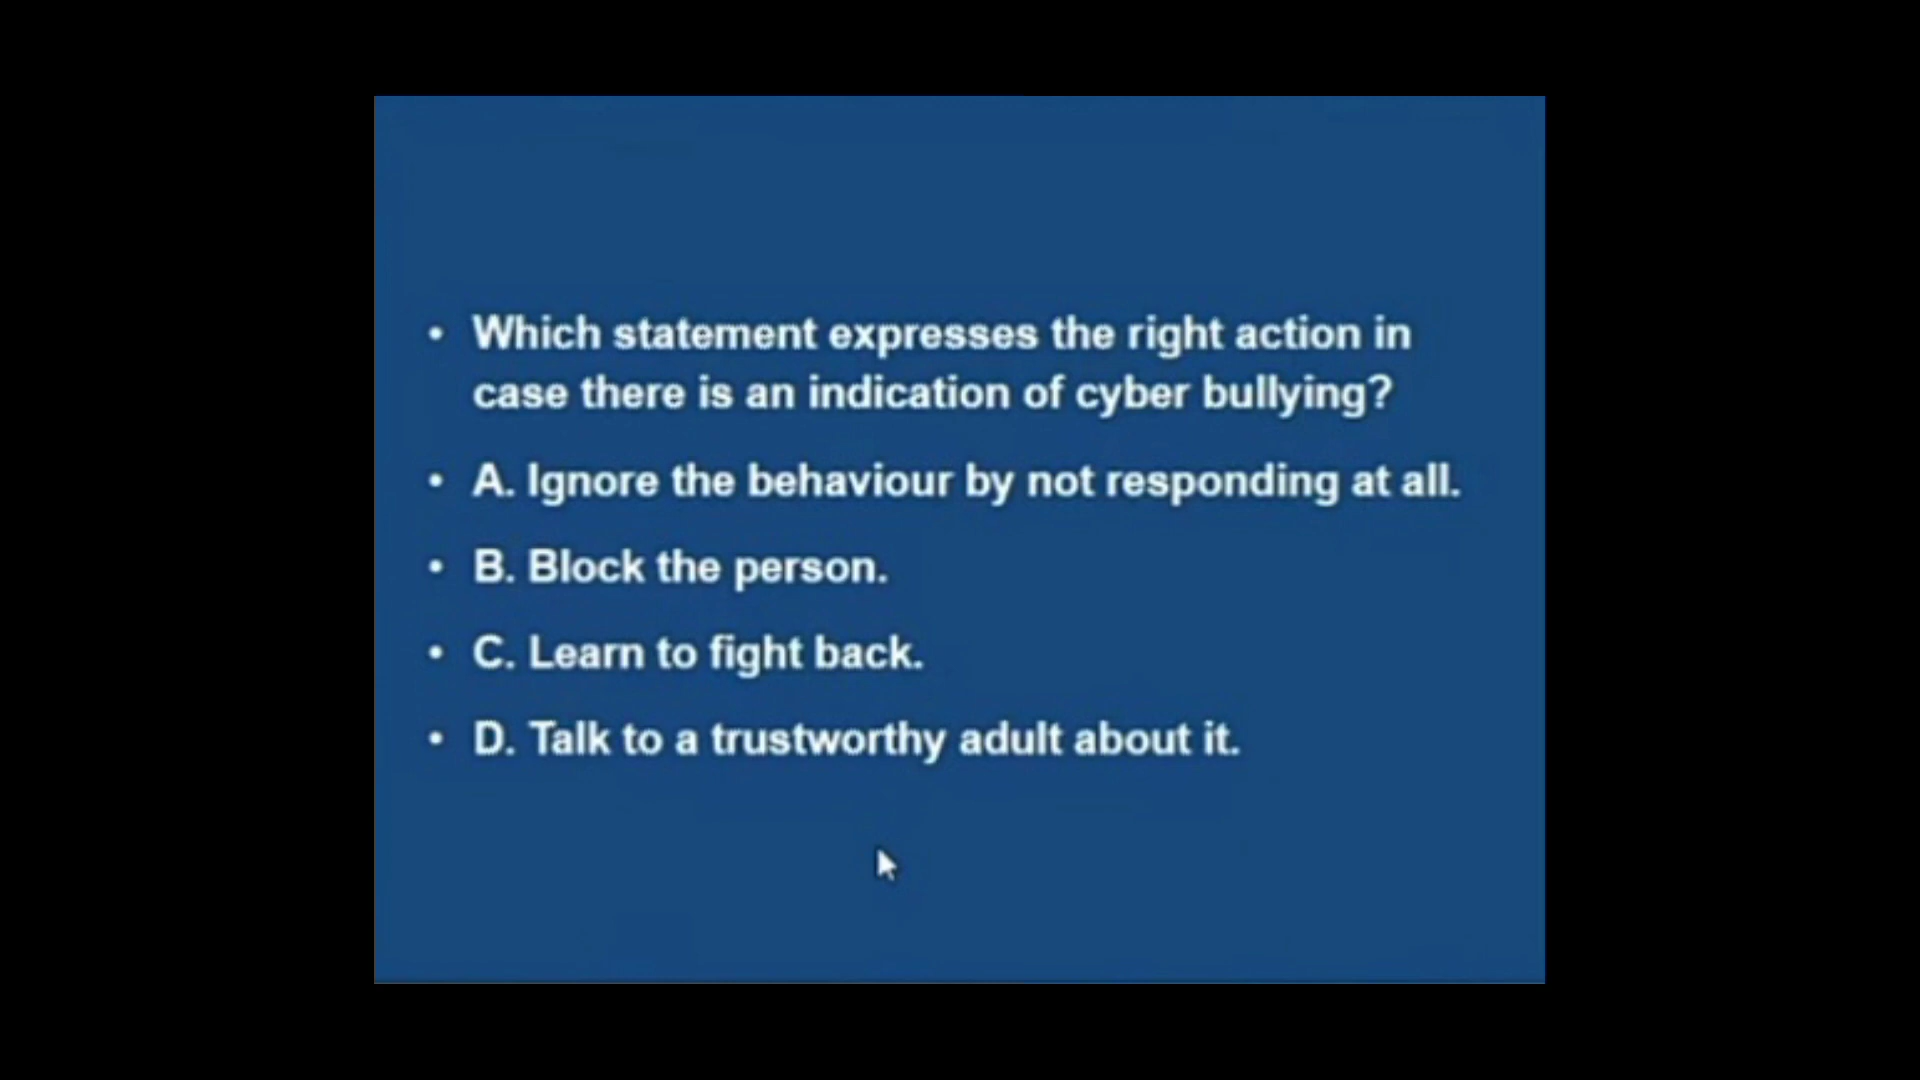 • Which statement expresses the right action in
case there is an indication of cyber bullying?
• A. Ignore the behaviour by not responding at all.
• B. Block the person.
• C. Learn to fight back.
• D. Talk to a trustworthy adult about it.